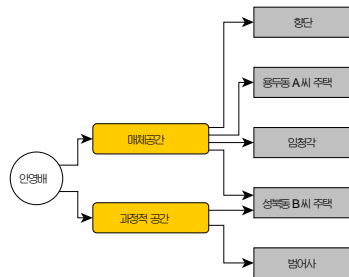 향단
용두동 A씨 주택
매체공간
임청각
안영배
성북동 B씨 주택
과정적 공간
범어사